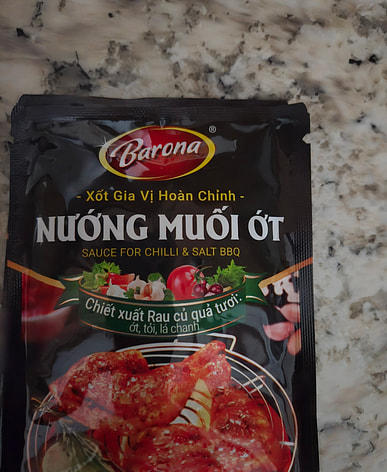 Barona®
- Xốt Gia Vị Hoàn Chỉnh -
NƯỚNG MUỐI ỚT
SAUCE FOR CHILLI & SALT BBQ
Chiết xuất Rau củ quả tươi:
ớt, tỏi, lá chanh